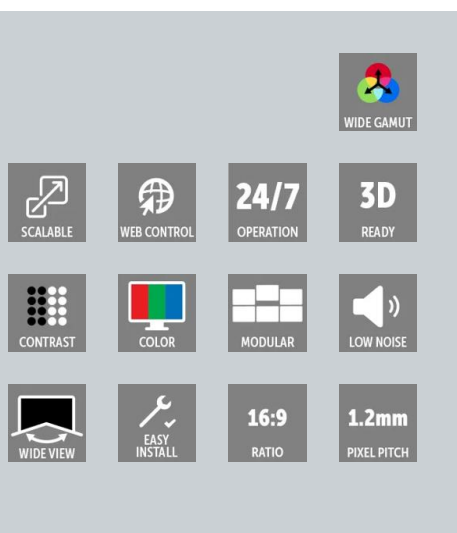 WIDE GAMUT
SCALABLE
WEB CONTROL
24/7
OPERATION
3D
READY
CONTRAST
COLOR
MODULAR
LOW NOISE
WIDE VIEW
EASY
INSTALL
16:9
RATIO
1.2mm
PIXEL PITCH